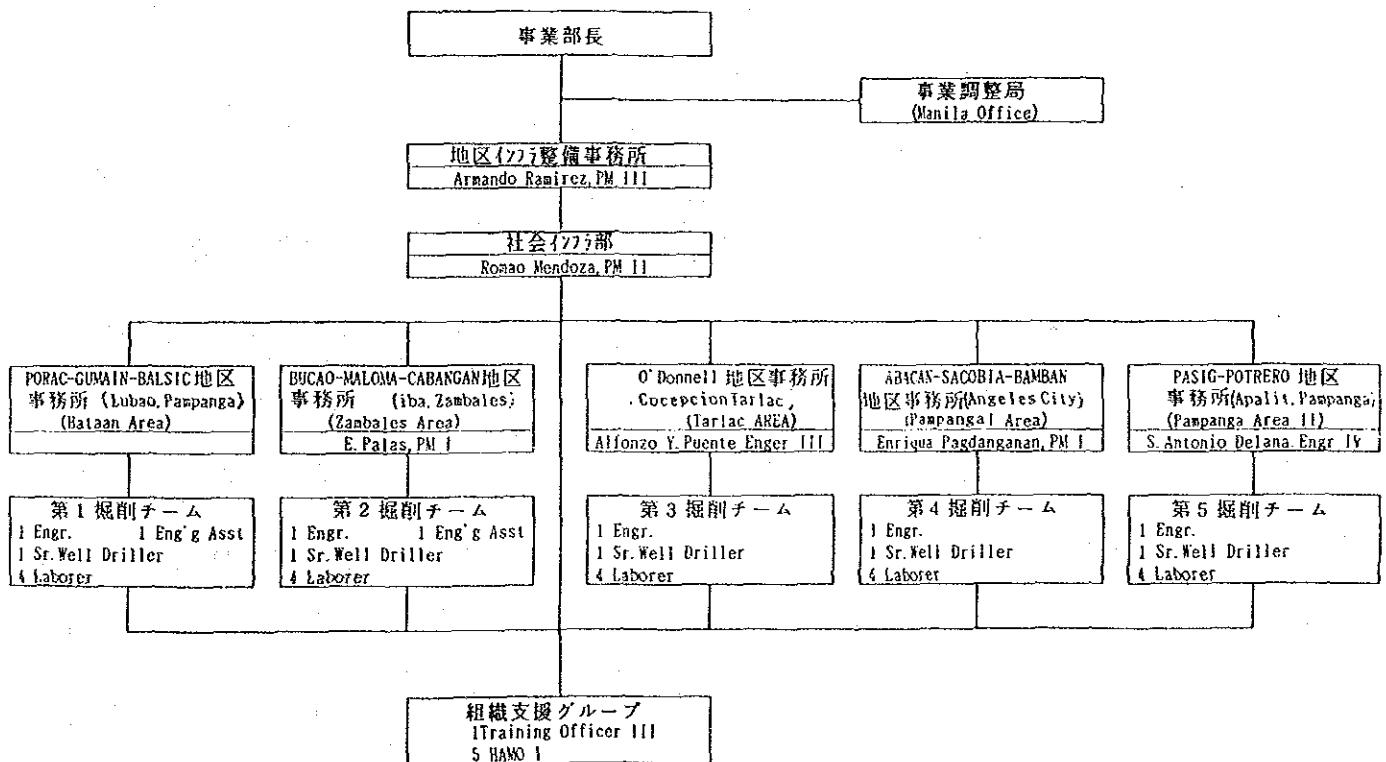 事業部長
事業調整局
(Manila Office)
地区ｲﾝﾌﾗ整備事務所
Armando Ramirez, PM III
社会ｲﾝﾌﾗ部
Romao Mendoza, PM II
PORAC-GUMAIN-BALSIC地区
事務所 (Lubao, Pampanga)
(Bataan Area)
BUCAO-MALOMA-CABANGAN地区
事務所 (iba, Zambales)
(Zambales Area)
E. Palas, PM I
O'Donnell 地区事務所
. Cocepcion Tarlac,
(Tarlac AREA)
Alfonzo Y. Puente Enger III
ABACAN-SACOBIA-BAMBAN
地区事務所(Angeles City)
(Pampanga I Area)
Enriqua Pagdanganan, PM I
PASIG-POTRERO 地区
事務所(Apalit, Pampanga)
(Pampanga Area II)
S. Antonio Delana. Engr IV
第1掘削チーム
1 Engr. 1 Eng'g Asst
1 Sr. Well Driller
4 Laborer
第2掘削チーム
1 Engr. 1 Eng'g Asst
1 Sr. Well Driller
4 Laborer
第3掘削チーム
1 Engr.
1 Sr. Well Driller
4 Laborer
第4掘削チーム
1 Engr.
1 Sr. Well Driller
4 Laborer
第5掘削チーム
1 Engr.
1 Sr. Well Driller
4 Laborer
組織支援グループ
1Training Officer III
5 HAMO I